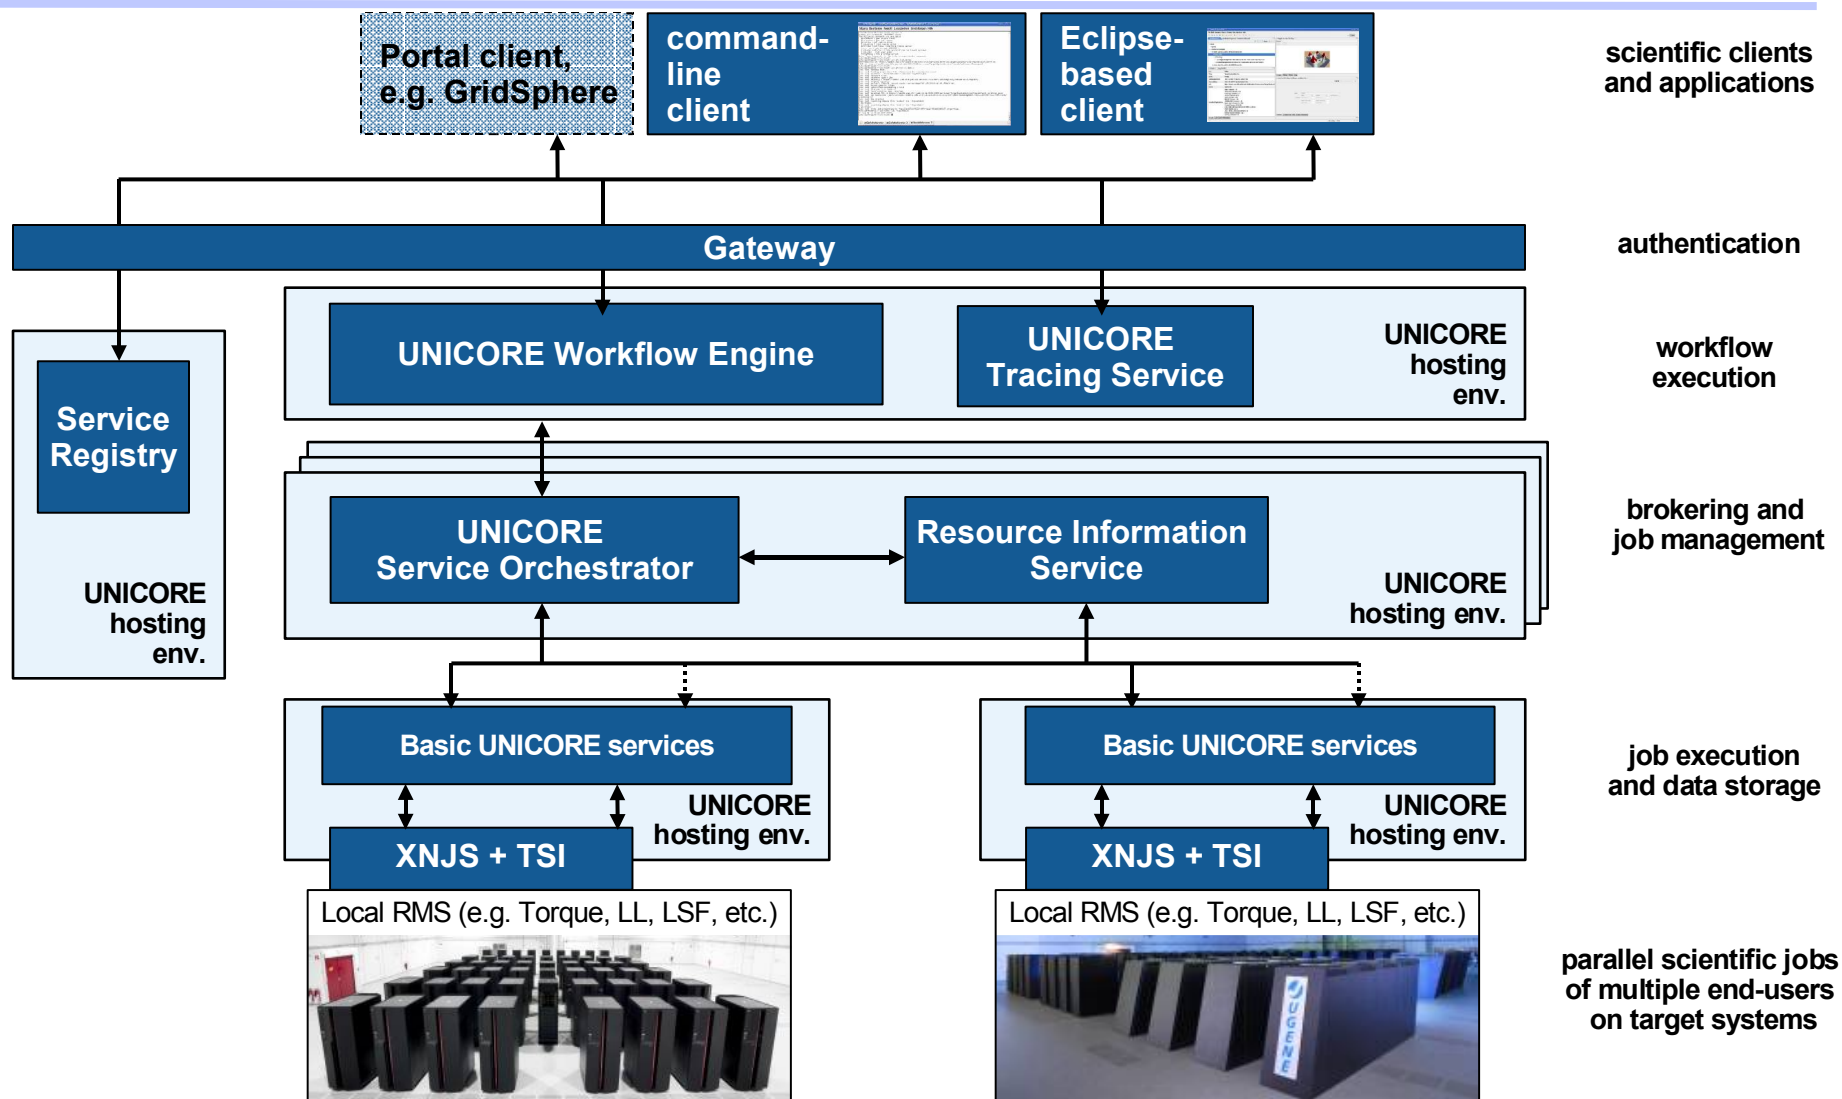 Portal client,
e.g. GridSphere
command-
line
client
Eclipse-
based
client
scientific clients
and applications
Gateway
authentication
UNICORE Workflow Engine
UNICORE
Tracing Service
UNICORE
hosting
env.
workflow
execution
Service
Registry
UNICORE
hosting
env.
UNICORE
Service Orchestrator
Resource Information
Service
UNICORE
hosting env.
brokering and
job management
Basic UNICORE services
UNICORE
hosting env.
XNJS + TSI
Basic UNICORE services
UNICORE
hosting env.
XNJS + TSI
job execution
and data storage
Local RMS (e.g. Torque, LL, LSF, etc.)
Local RMS (e.g. Torque, LL, LSF, etc.)
JUGENE
parallel scientific jobs
of multiple end-users
on target systems